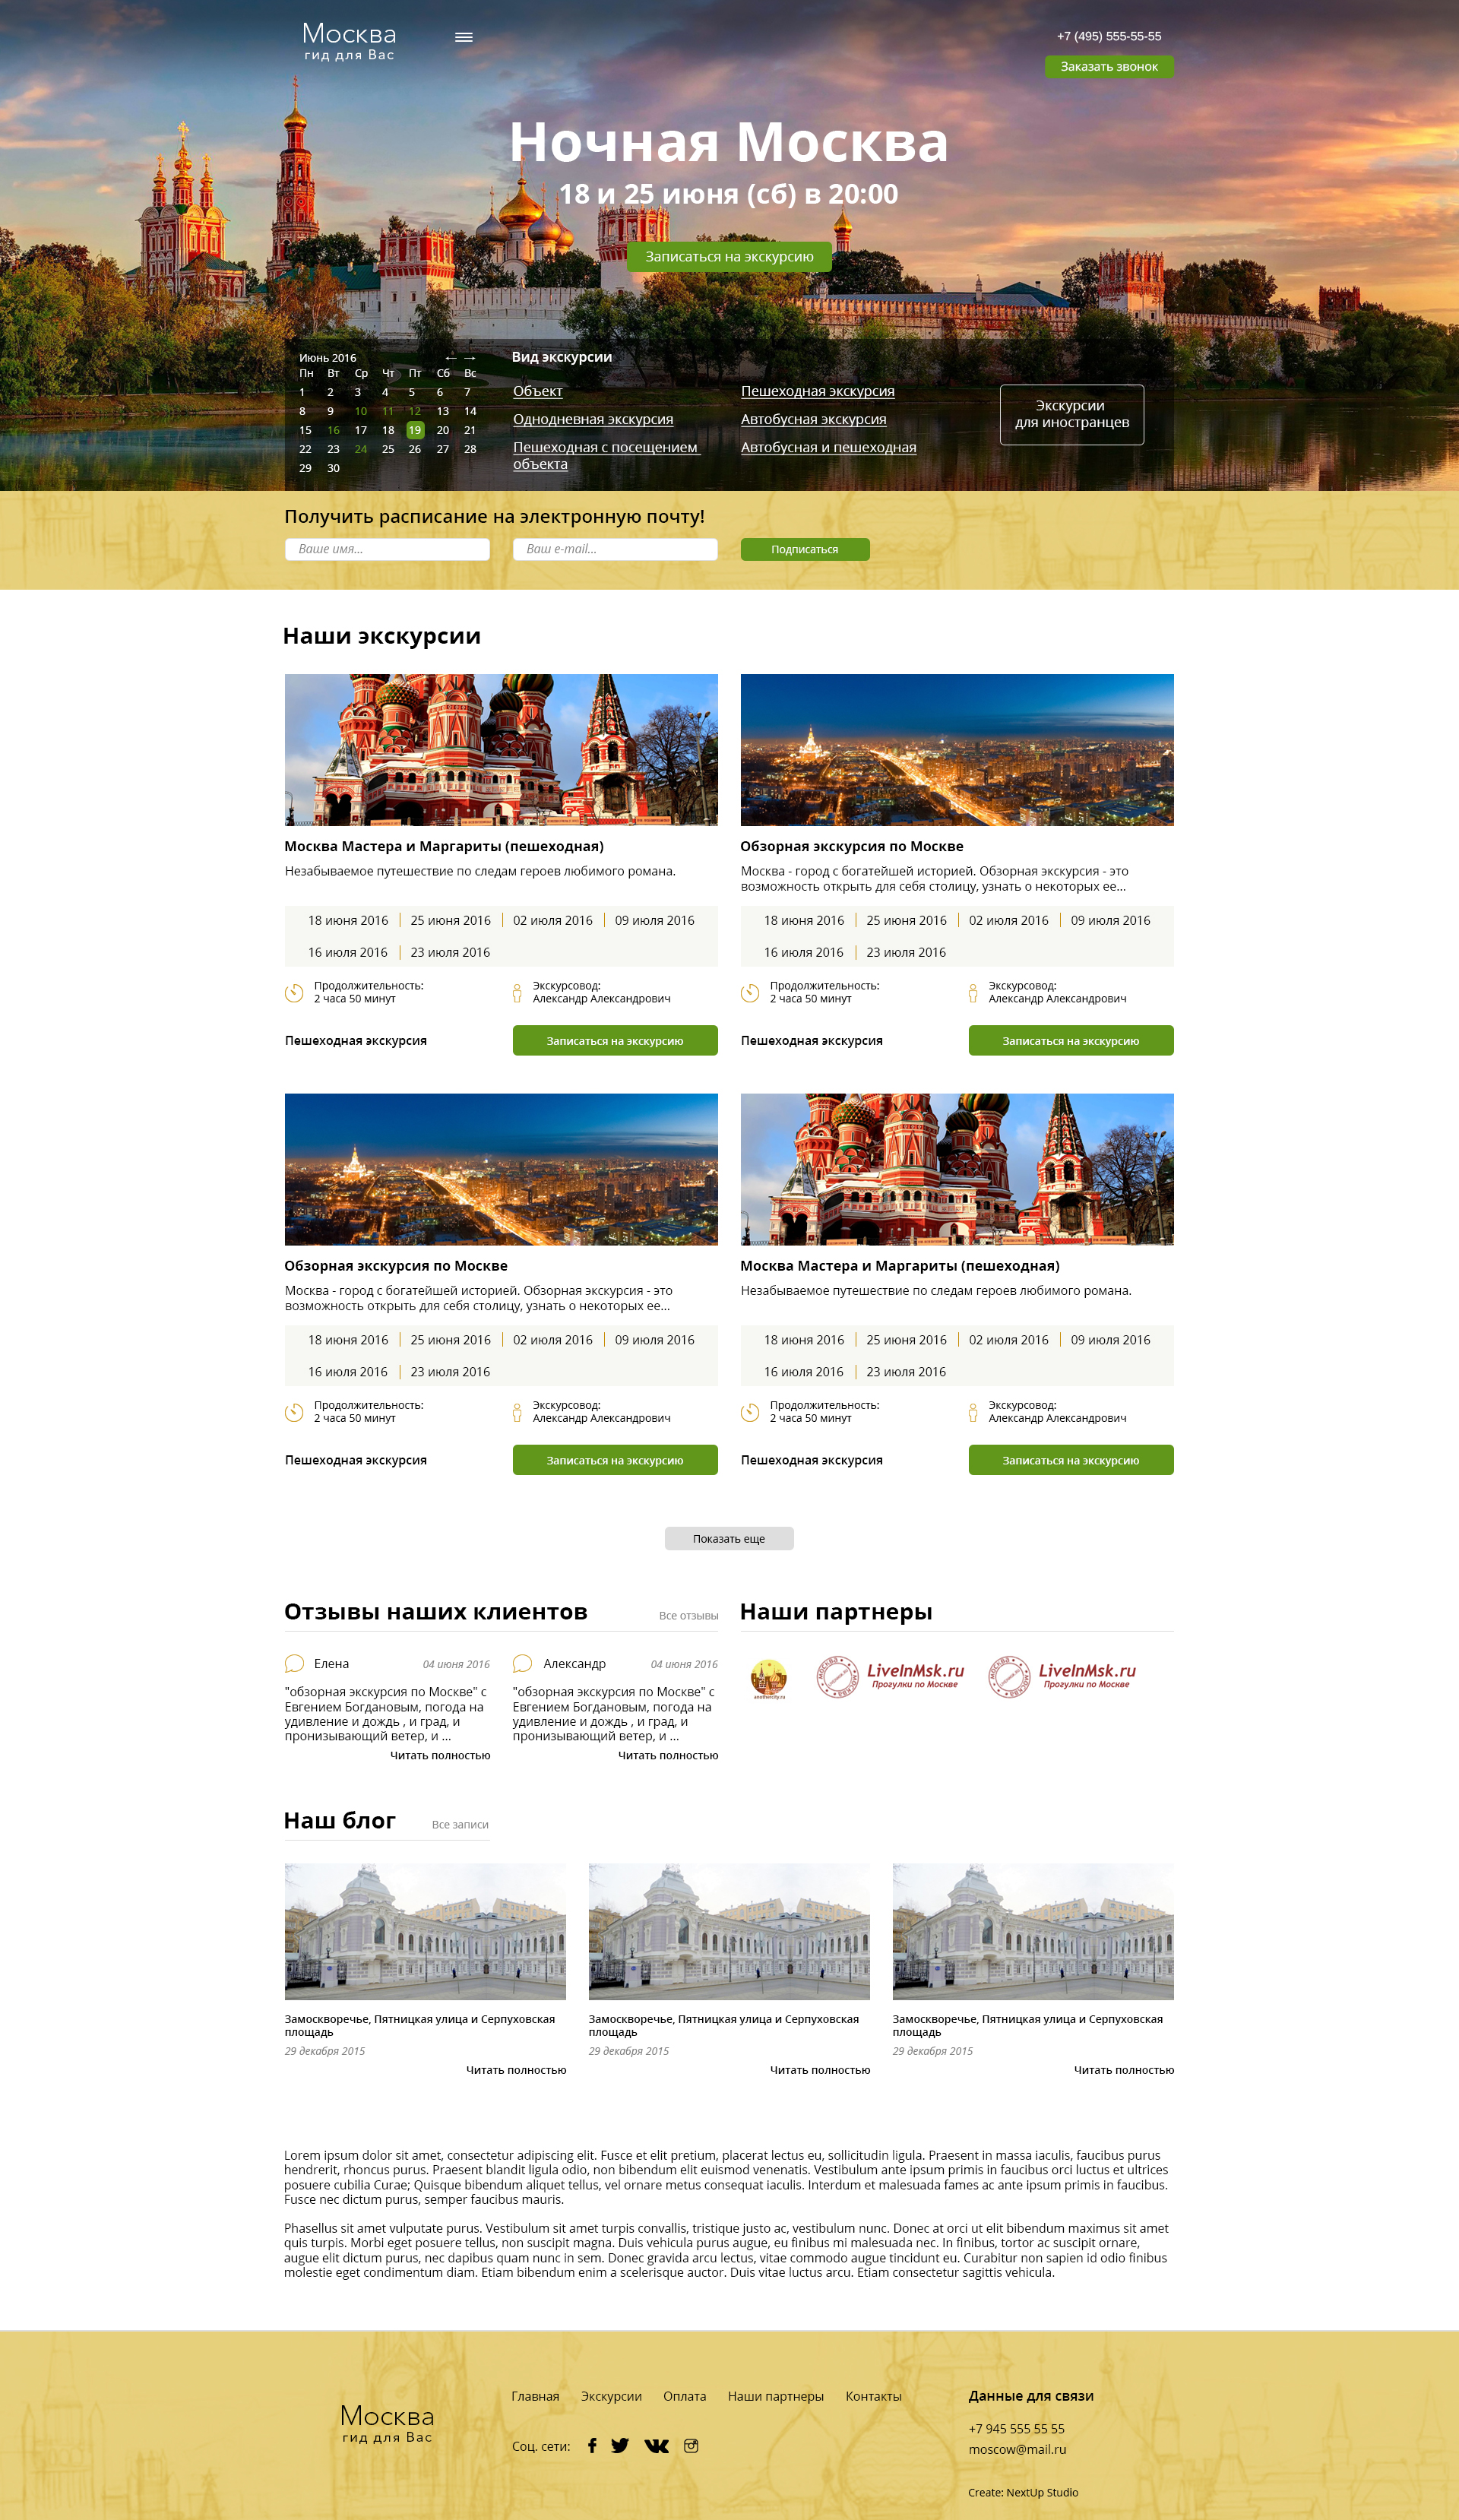 Москва
гид для Вас
+7 (495) 555-55-55
Заказать звонок
Ночная Москва
18 и 25 июня (сб) в 20:00
Записаться на экскурсию
Июнь 2016 ← →
Пн Вт Ср Чт Пт Сб Вс
1 2 3 4 5 6 7
8 9 10 11 12 13 14
15 16 17 18 19 20 21
22 23 24 25 26 27 28
29 30
Вид экскурсии
Объект
Однодневная экскурсия
Пешеходная с посещением
объекта
Пешеходная экскурсия
Автобусная экскурсия
Автобусная и пешеходная
Экскурсии
для иностранцев
Получить расписание на электронную почту!
Ваше имя...
Ваш e-mail...
Подписаться
Наши экскурсии
Москва Мастера и Маргариты (пешеходная)
Незабываемое путешествие по следам героев любимого романа.
18 июня 2016 25 июня 2016 02 июля 2016 09 июля 2016
16 июля 2016 23 июля 2016
Продолжительность:
2 часа 50 минут
Экскурсовод:
Александр Александрович
Пешеходная экскурсия
Записаться на экскурсию
Обзорная экскурсия по Москве
Москва - город с богатейшей историей. Обзорная экскурсия - это
возможность открыть для себя столицу, узнать о некоторых ее...
18 июня 2016 25 июня 2016 02 июля 2016 09 июля 2016
16 июля 2016 23 июля 2016
Продолжительность:
2 часа 50 минут
Экскурсовод:
Александр Александрович
Пешеходная экскурсия
Записаться на экскурсию
Обзорная экскурсия по Москве
Москва - город с богатейшей историей. Обзорная экскурсия - это
возможность открыть для себя столицу, узнать о некоторых ее...
18 июня 2016 25 июня 2016 02 июля 2016 09 июля 2016
16 июля 2016 23 июля 2016
Продолжительность:
2 часа 50 минут
Экскурсовод:
Александр Александрович
Пешеходная экскурсия
Записаться на экскурсию
Москва Мастера и Маргариты (пешеходная)
Незабываемое путешествие по следам героев любимого романа.
18 июня 2016 25 июня 2016 02 июля 2016 09 июля 2016
16 июля 2016 23 июля 2016
Продолжительность:
2 часа 50 минут
Экскурсовод:
Александр Александрович
Пешеходная экскурсия
Записаться на экскурсию
Показать еще
Отзывы наших клиентов
Все отзывы
Елена
04 июня 2016
"обзорная экскурсия по Москве" с
Евгением Богдановым, погода на
удивление и дождь , и град, и
пронизывающий ветер, и ...
Читать полностью
Александр
04 июня 2016
"обзорная экскурсия по Москве" с
Евгением Богдановым, погода на
удивление и дождь , и град, и
пронизывающий ветер, и ...
Читать полностью
Наши партнеры
anothercity.ru
МОСКВА
МОСКВА
LiveInMsk.ru
Прогулки по Москве
МОСКВА
МОСКВА
LiveInMsk.ru
Прогулки по Москве
Наш блог
Все записи
Замоскворечье, Пятницкая улица и Серпуховская
площадь
29 декабря 2015
Читать полностью
Замоскворечье, Пятницкая улица и Серпуховская
площадь
29 декабря 2015
Читать полностью
Замоскворечье, Пятницкая улица и Серпуховская
площадь
29 декабря 2015
Читать полностью
Lorem ipsum dolor sit amet, consectetur adipiscing elit. Fusce et elit pretium, placerat lectus eu, sollicitudin ligula. Praesent in massa iaculis, faucibus purus
hendrerit, rhoncus purus. Praesent blandit ligula odio, non bibendum elit euismod venenatis. Vestibulum ante ipsum primis in faucibus orci luctus et ultrices
posuere cubilia Curae; Quisque bibendum aliquet tellus, vel ornare metus consequat iaculis. Interdum et malesuada fames ac ante ipsum primis in faucibus.
Fusce nec dictum purus, semper faucibus mauris.
Phasellus sit amet vulputate purus. Vestibulum sit amet turpis convallis, tristique justo ac, vestibulum nunc. Donec at orci ut elit bibendum maximus sit amet
quis turpis. Morbi eget posuere tellus, non suscipit magna. Duis vehicula purus augue, eu finibus mi malesuada nec. In finibus, tortor ac suscipit ornare,
augue elit dictum purus, nec dapibus quam nunc in sem. Donec gravida arcu lectus, vitae commodo augue tincidunt eu. Curabitur non sapien id odio finibus
molestie eget condimentum diam. Etiam bibendum enim a scelerisque auctor. Duis vitae luctus arcu. Etiam consectetur sagittis vehicula.
Москва
гид для Вас
Главная Экскурсии Оплата Наши партнеры Контакты
Соц. сети:
Данные для связи
+7 945 555 55 55
moscow@mail.ru
Create: NextUp Studio